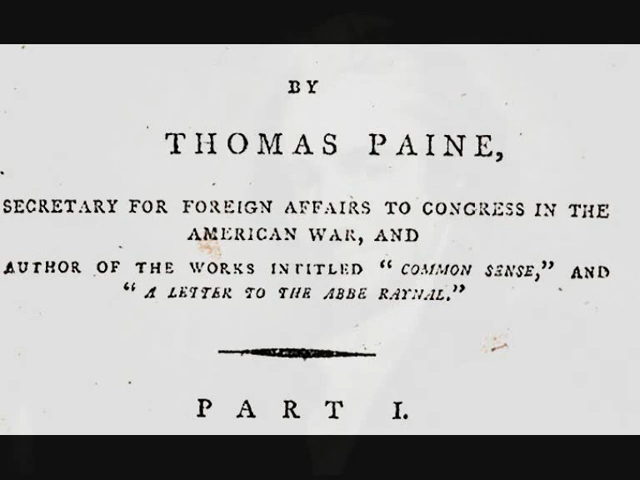 BY
THOMAS PAINE,
SECRETARY FOR FOREIGN AFFAIRS TO CONGRESS IN THE
AMERICAN WAR, AND
AUTHOR OF THE WORKS INTITLED “ COMMON SENSE,” AND
“ A LETTER TO THE ABBE RAYNAL.”
PART I.